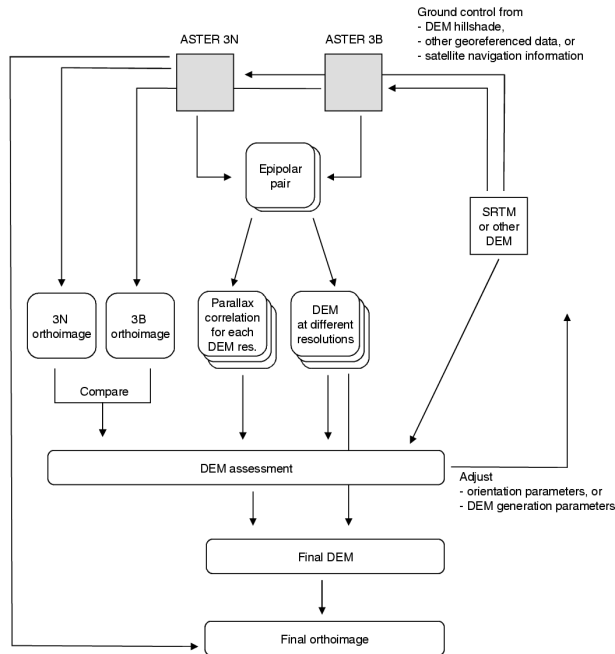 Ground control from
- DEM hillshade,
- other georeferenced data, or
- satellite navigation information
ASTER 3N
ASTER 3B
Epipolar
pair
SRTM
or other
DEM
3N
orthoimage
3B
orthoimage
Parallax
correlation
for each
DEM res.
DEM
at different
resolutions
Compare
DEM assessment
Adjust
- orientation parameters, or
- DEM generation parameters
Final DEM
Final orthoimage